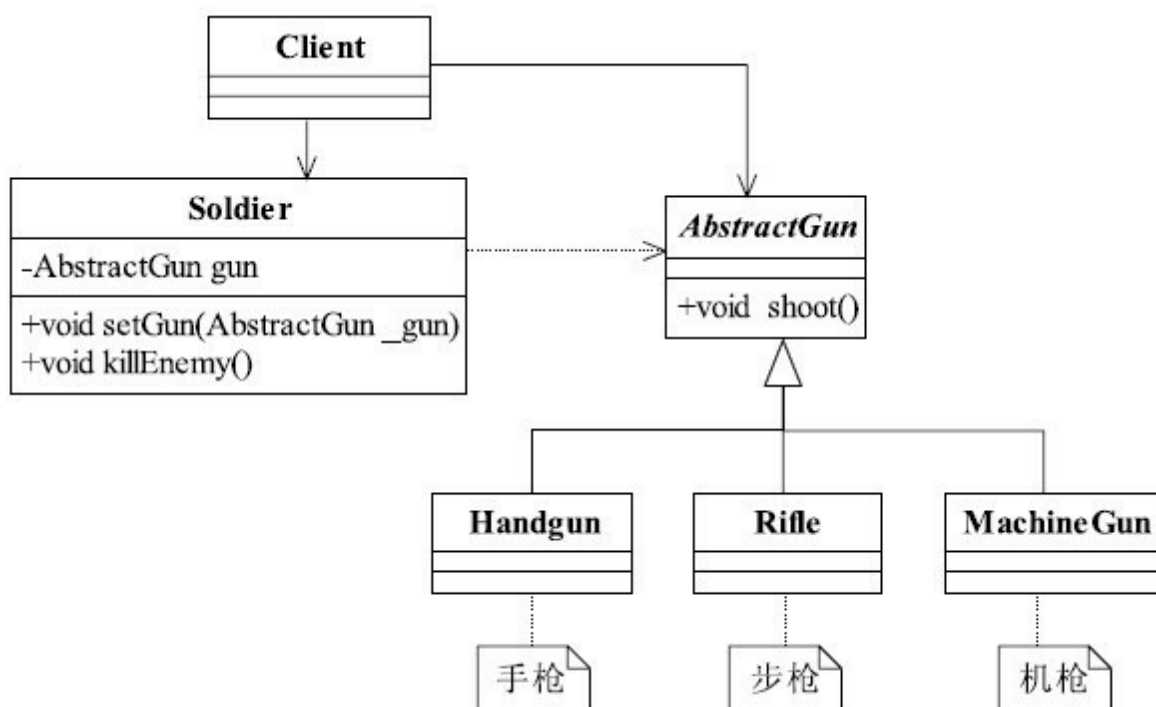 Client
Soldier
-AbstractGun gun
+void setGun(AbstractGun _gun)
+void killEnemy()
AbstractGun
+void shoot()
Handgun
Rifle
MachineGun
手枪
步枪
机枪